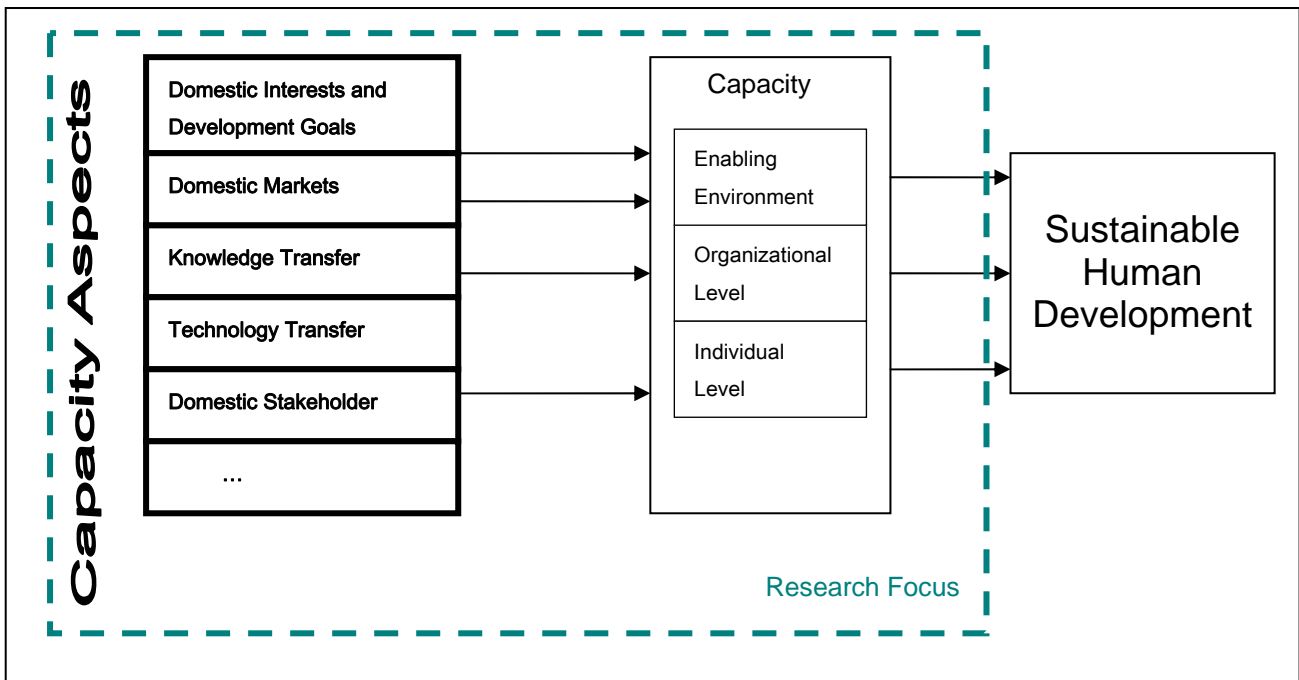 Capacity Aspects
Domestic Interests and
Development Goals
Domestic Markets
Knowledge Transfer
Technology Transfer
Domestic Stakeholder
...
Capacity
Enabling
Environment
Organizational
Level
Individual
Level
Sustainable
Human
Development
Research Focus